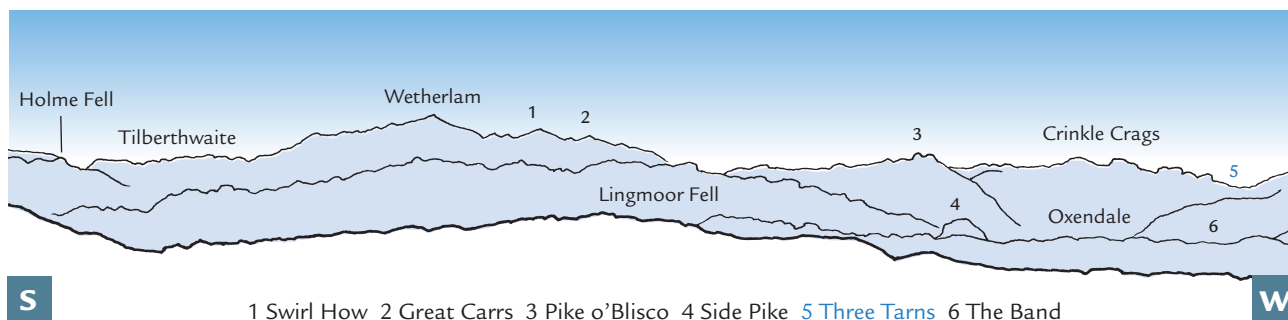 Wetherlam
Holme Fell
1
2
Tilberthwaite
3
Crinkle Crags
5
Lingmoor Fell
4
Oxendale
6
S
W
1 Swirl How 2 Great Carrs 3 Pike o’Blisco 4 Side Pike 5 Three Tarns 6 The Band